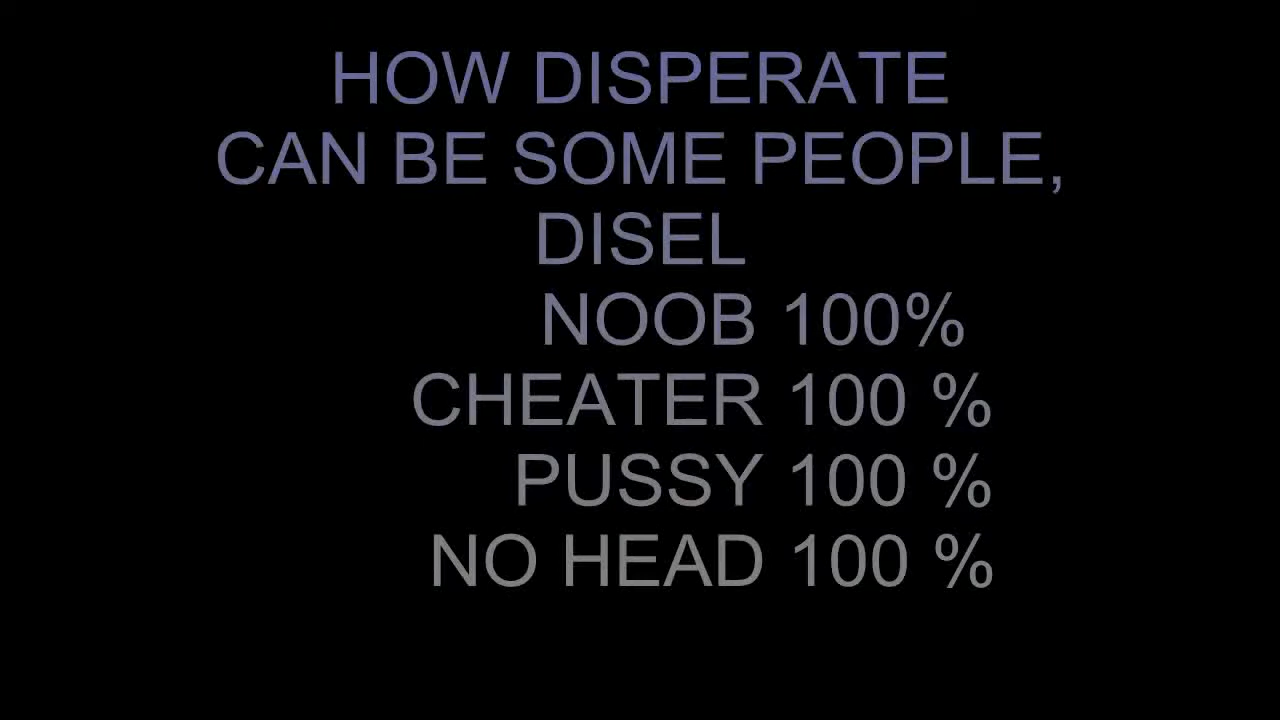 HOW DISPERATE
CAN BE SOME PEOPLE,
DISEL
NOOB 100%
CHEATER 100 %
PUSSY 100 %
NO HEAD 100 %